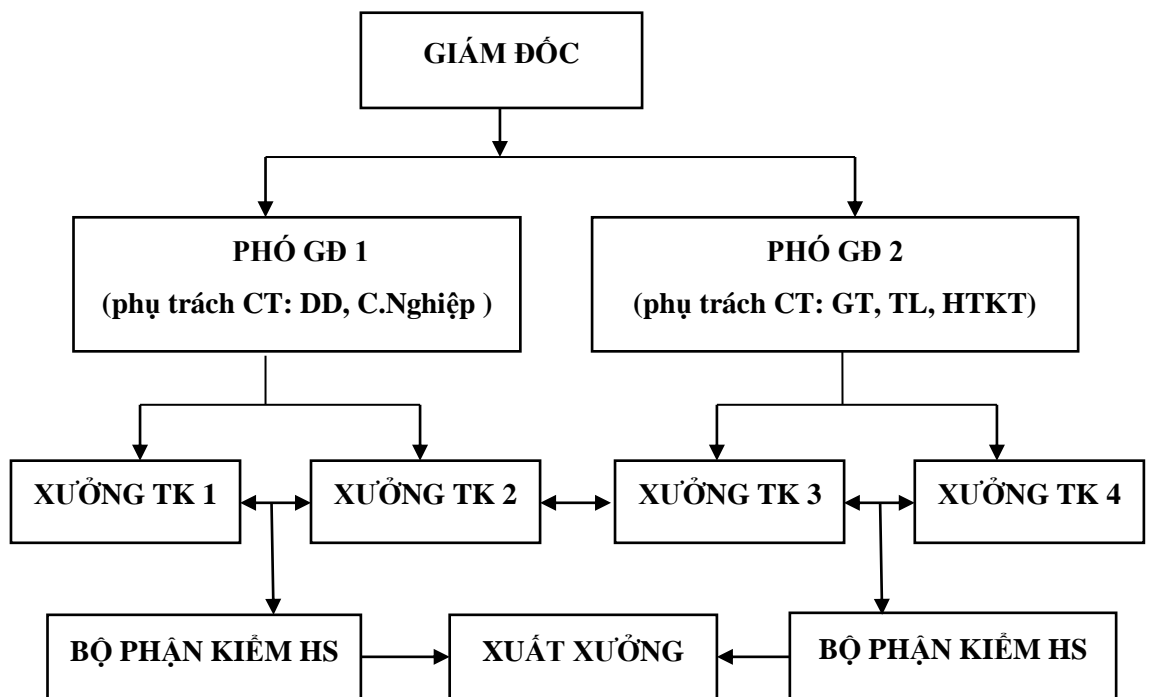 GIÁM ĐỐC
PHÓ GĐ 1
(phụ trách CT: DD, C.Nghiệp )
PHÓ GĐ 2
(phụ trách CT: GT, TL, HTKT)
XƯỞNG TK 1
XƯỞNG TK 2
XƯỞNG TK 3
XƯỞNG TK 4
BỘ PHẬN KIỂM HS
XUẤT XƯỞNG
BỘ PHẬN KIỂM HS